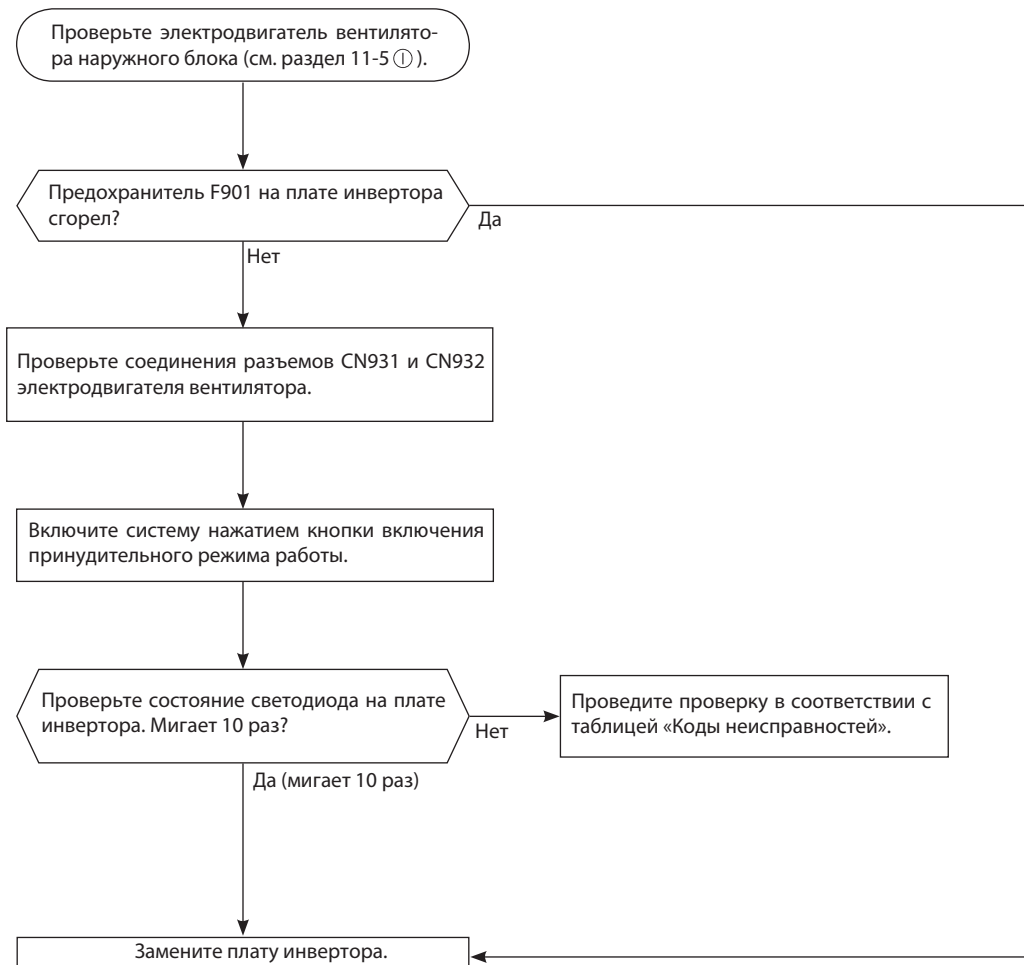 Проверьте электродвигатель вентилято-
ра наружного блока (см. раздел 11-5 Ⓘ ).
Предохранитель F901 на плате инвертора
сгорел?
Да
Нет
Проверьте соединения разъемов CN931 и CN932
электродвигателя вентилятора.
Включите систему нажатием кнопки включения
принудительного режима работы.
Проверьте состояние светодиода на плате
инвертора. Мигает 10 раз?
Нет
Проведите проверку в соответствии с
таблицей «Коды неисправностей».
Да (мигает 10 раз)
Замените плату инвертора.